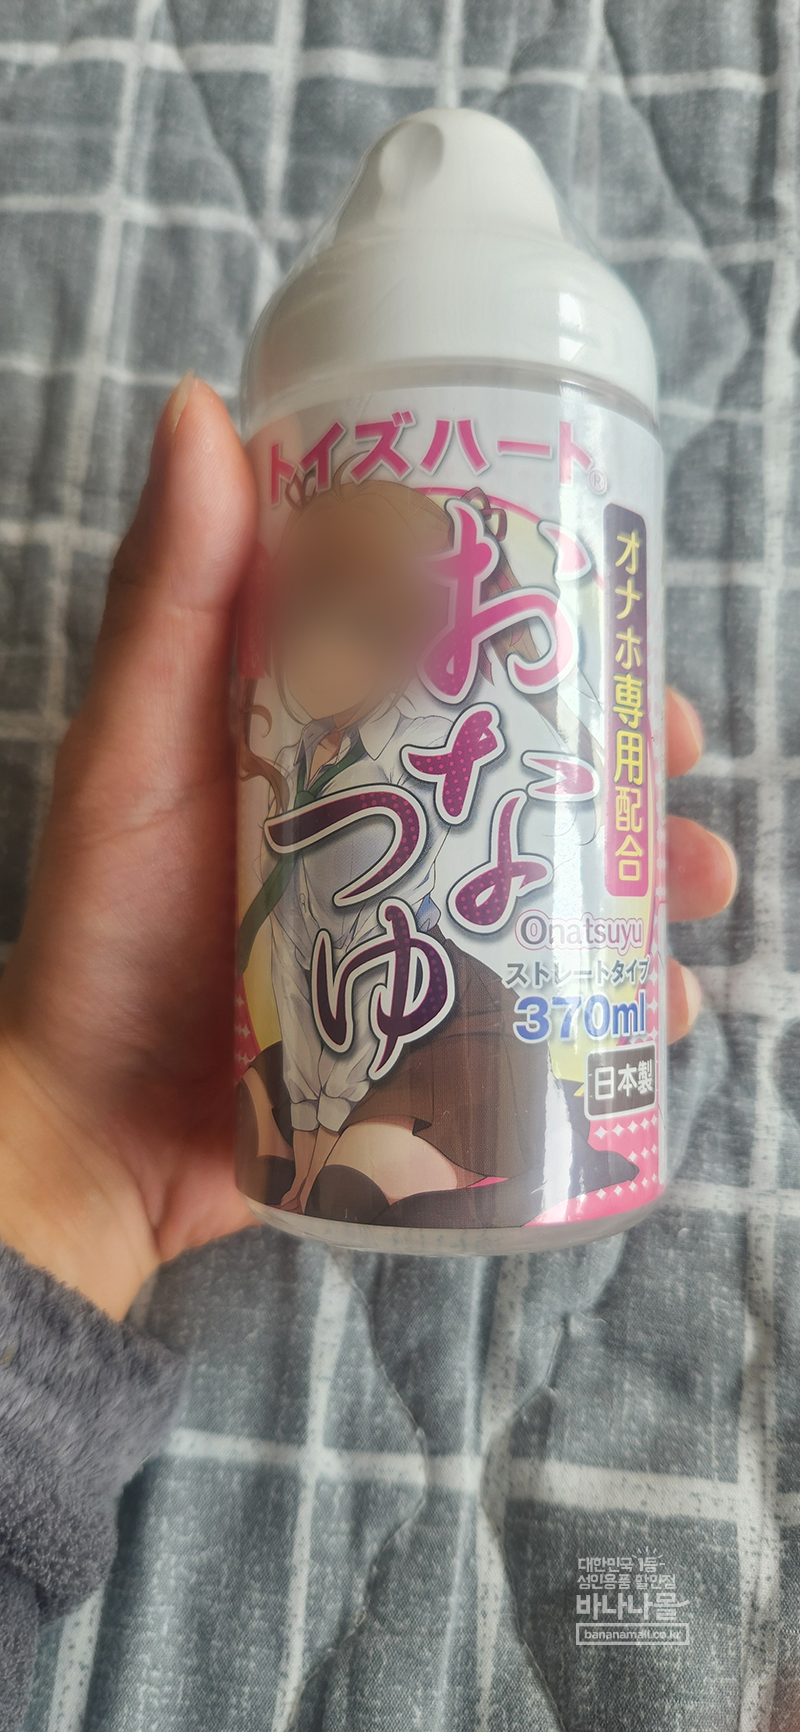 トイズハート®
おなつゆ
オナホ専用配合
Onatsuyu
ストレートタイプ
370ml
日本製
대한민국 1등
성인용품 할인점
바나나몰
bananamall.co.kr